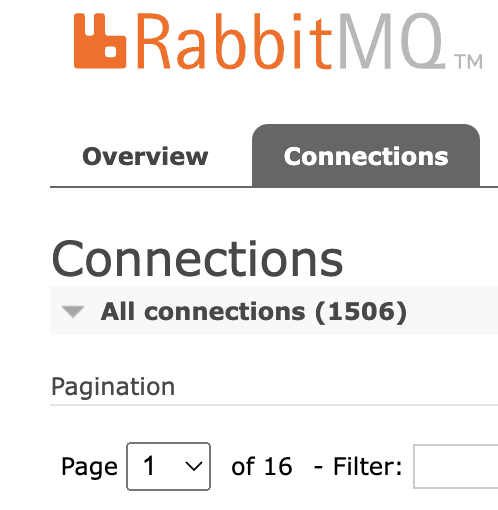 RabbitMQ TM
Overview Connections
Connections
All connections (1506)
Pagination
Page 1 of 16 - Filter: